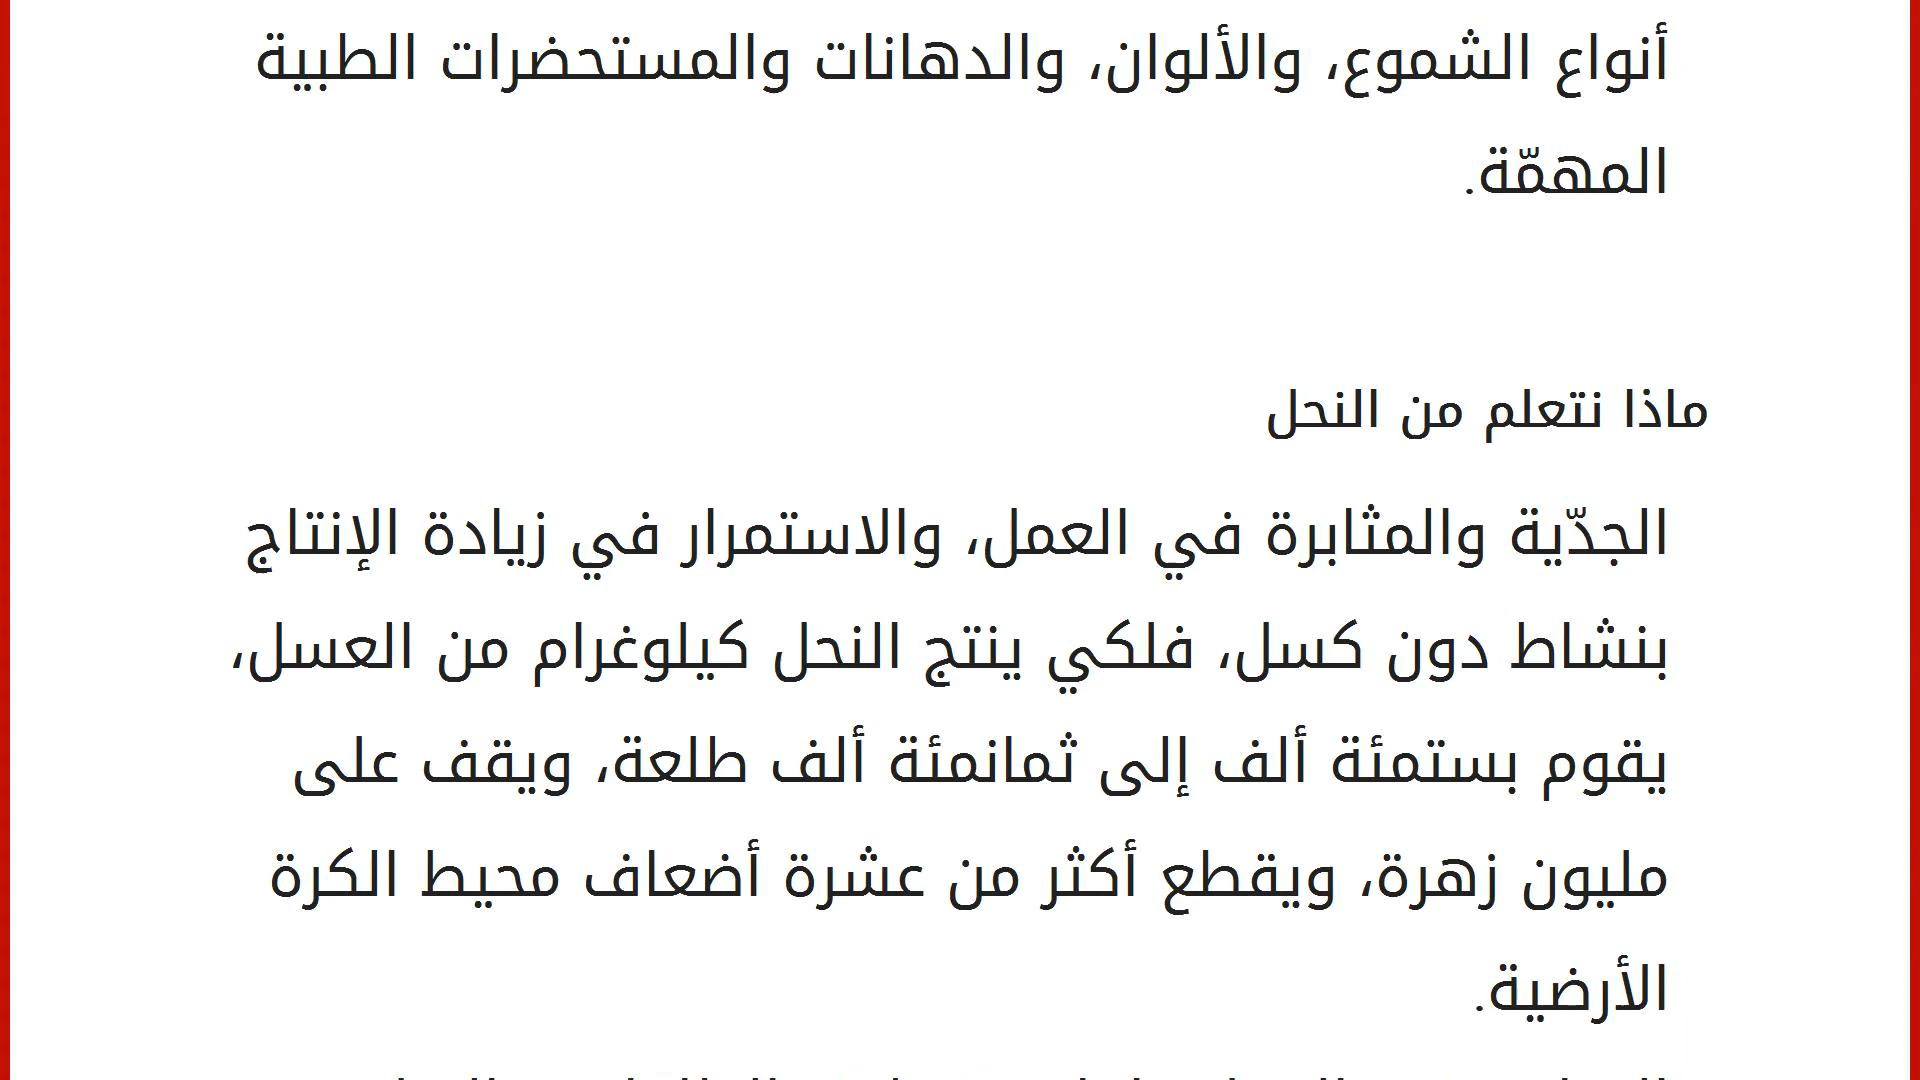 أنواع الشموع، والألوان، والدهانات والمستحضرات الطبية
المهمّة.
ماذا نتعلم من النحل
الجدّية والمثابرة في العمل، والاستمرار في زيادة الإنتاج
بنشاط دون كسل، فلكي ينتج النحل كيلوغرام من العسل،
يقوم بستمئة ألف إلى ثمانمئة ألف طلعة، ويقف على
مليون زهرة، ويقطع أكثر من عشرة أضعاف محيط الكرة
الأرضية.